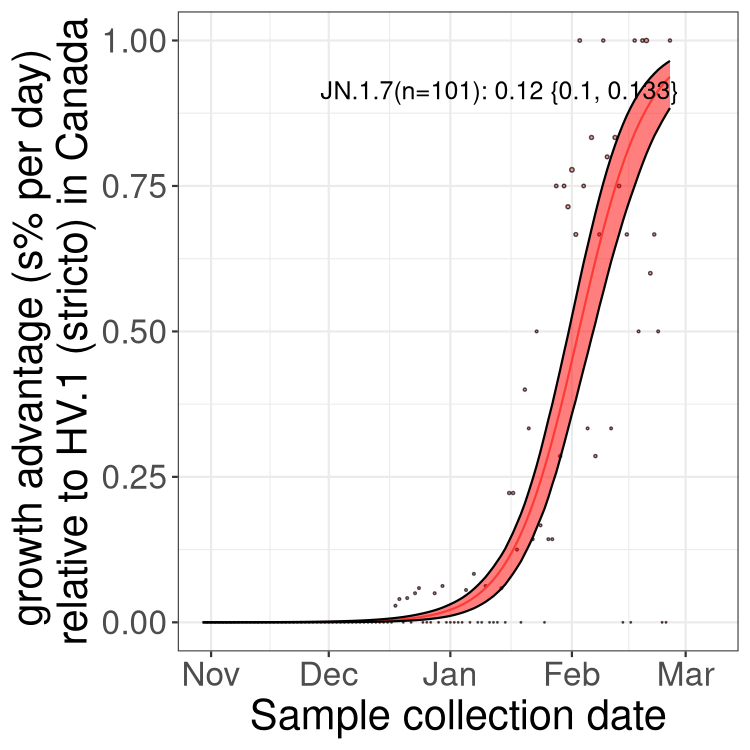 growth advantage (s% per day)
relative to HV.1 (stricto) in Canada
1.00
0.75
0.50
0.25
0.00
JN.1.7(n=101): 0.12 {0.1, 0.133}
Nov Dec Jan Feb Mar
Sample collection date